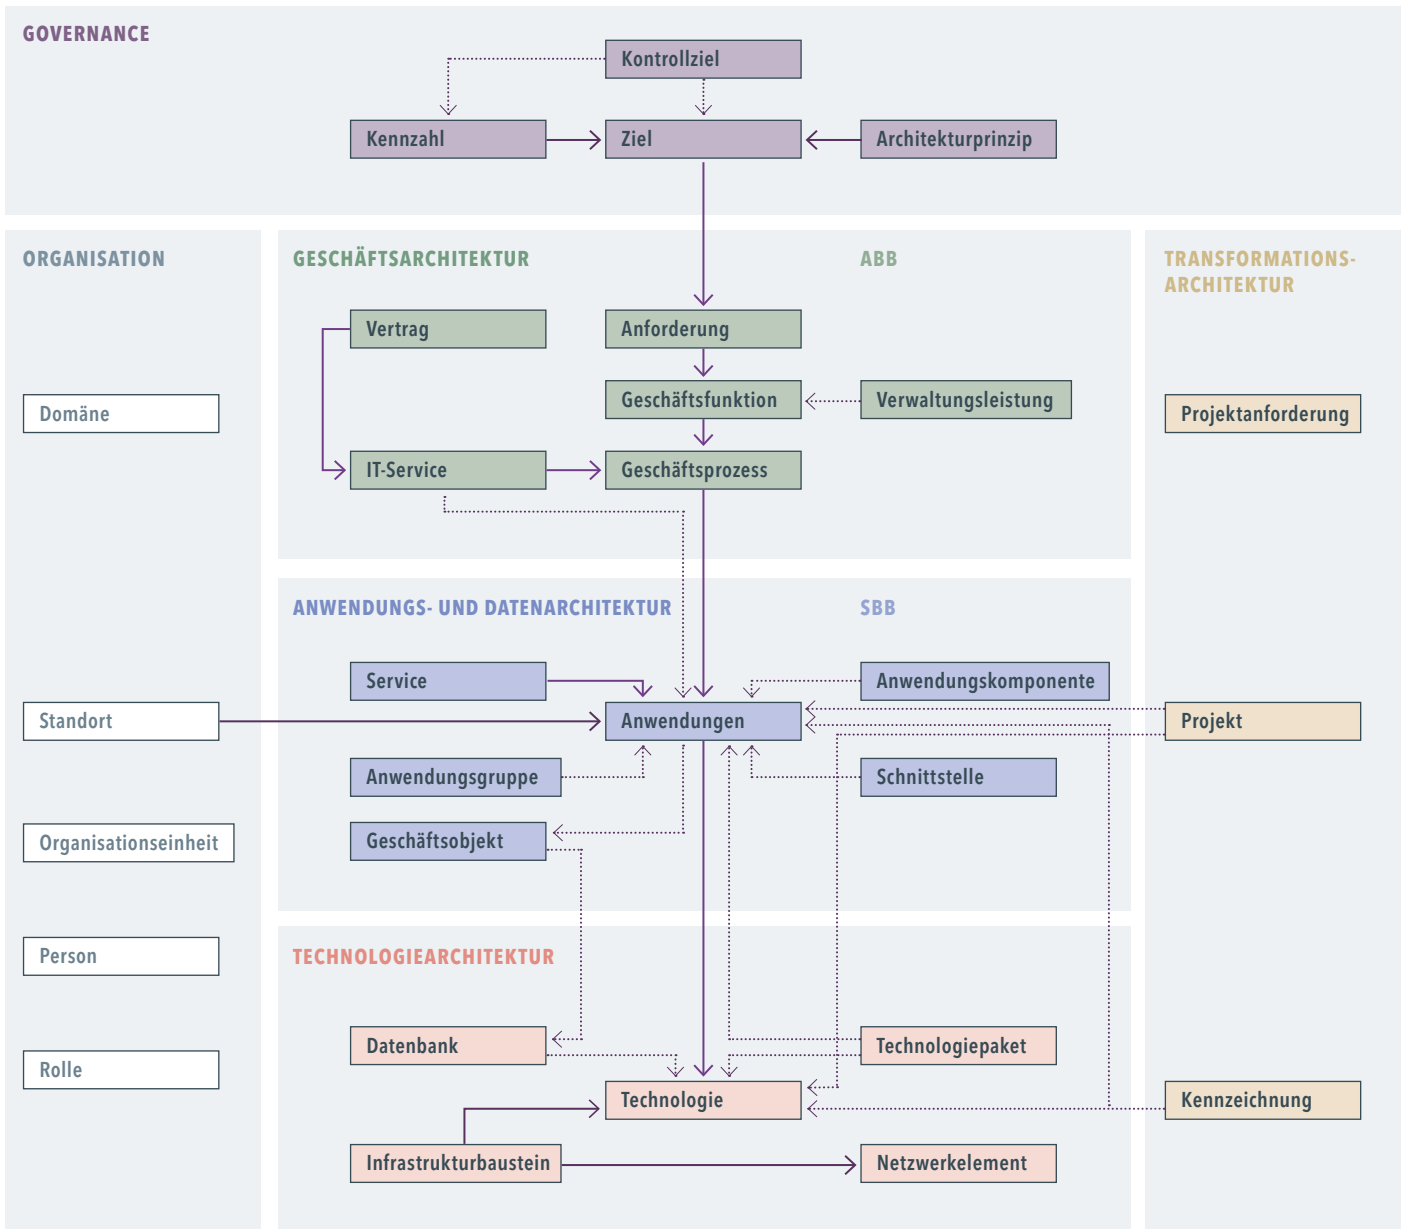 GOVERNANCE
Kontrollziel
Kennzahl
Ziel
Architekturprinzip
ORGANISATION
Domäne
Standort
Organisationseinheit
Person
Rolle
GESCHÄFTSARCHITEKTUR
ABB
Vertrag
Anforderung
Geschäftsfunktion
Verwaltungsleistung
IT-Service
Geschäftsprozess
ANWENDUNGS- UND DATENARCHITEKTUR
SBB
Service
Anwendungskomponente
Anwendungen
Anwendungsgruppe
Schnittstelle
Geschäftsobjekt
TECHNOLOGIEARCHITEKTUR
Datenbank
Technologiepaket
Technologie
Infrastrukturbaustein
Netzwerkelement
TRANSFORMATIONS-
ARCHITEKTUR
Projektanforderung
Projekt
Kennzeichnung